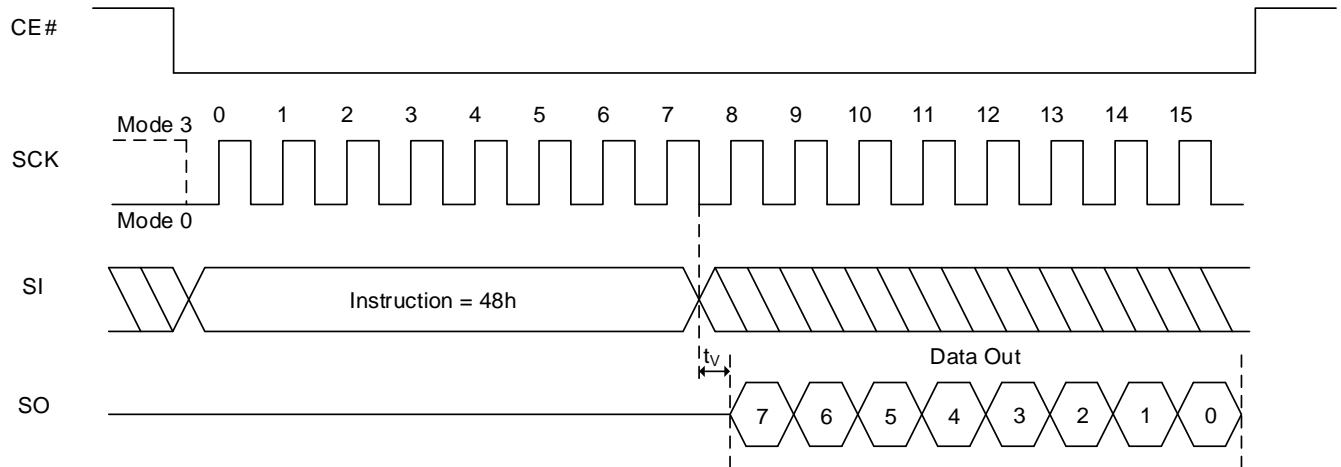 CE#
0 1 2 3 4 5 6 7 8 9 10 11 12 13 14 15
Mode 3
SCK
Mode 0
SI
Instruction = 48h
tV
Data Out
SO
7 6 5 4 3 2 1 0